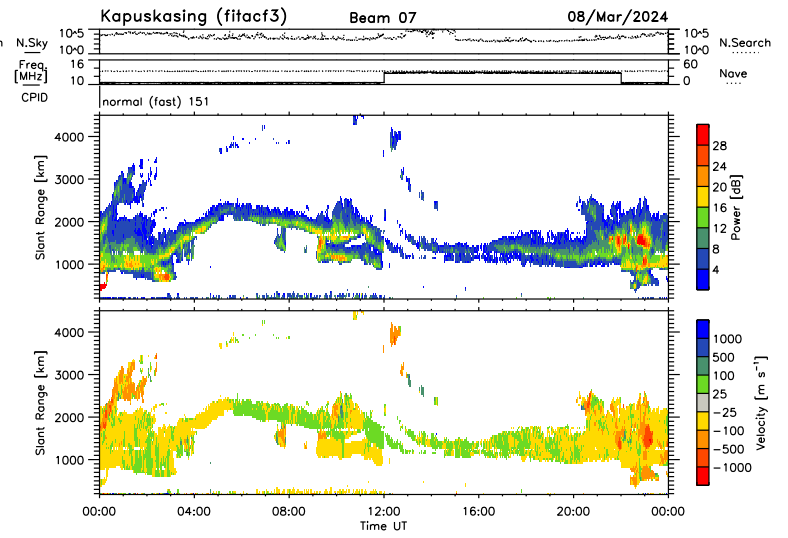 Kapuskasing (fitacf3) Beam 07 08/Mar/2024
n N.Sky 10^5 10^0 10^5 10^0 N.Search
Freq. [MHz] 16 10 60 0 Nave
CPID normal (fast) 151
Slant Range [km] 4000 3000 2000 1000
28 24 20 16 12 8 4 Power [dB]
Slant Range [km] 4000 3000 2000 1000
1000 500 100 25 -25 -100 -500 -1000 Velocity [m s⁻¹]
00:00 04:00 08:00 12:00 16:00 20:00 00:00
Time UT